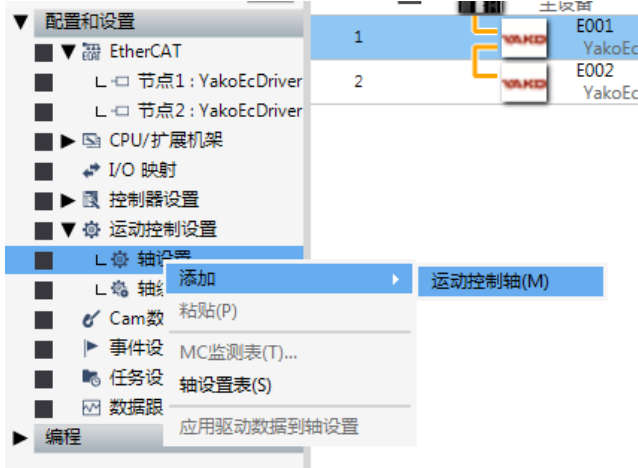 配置和设置
EtherCAT
节点1 : YakoEcDriver
节点2 : YakoEcDriver
CPU/扩展机架
I/O 映射
控制器设置
运动控制设置
轴设置
轴
Cam数
事件设
任务设
数据跟
编程
主设备
1
YAKO
E001
YakoEc
2
YAKO
E002
YakoEc
添加
运动控制轴(M)
粘贴(P)
MC监测表(T)...
轴设置表(S)
应用驱动数据到轴设置